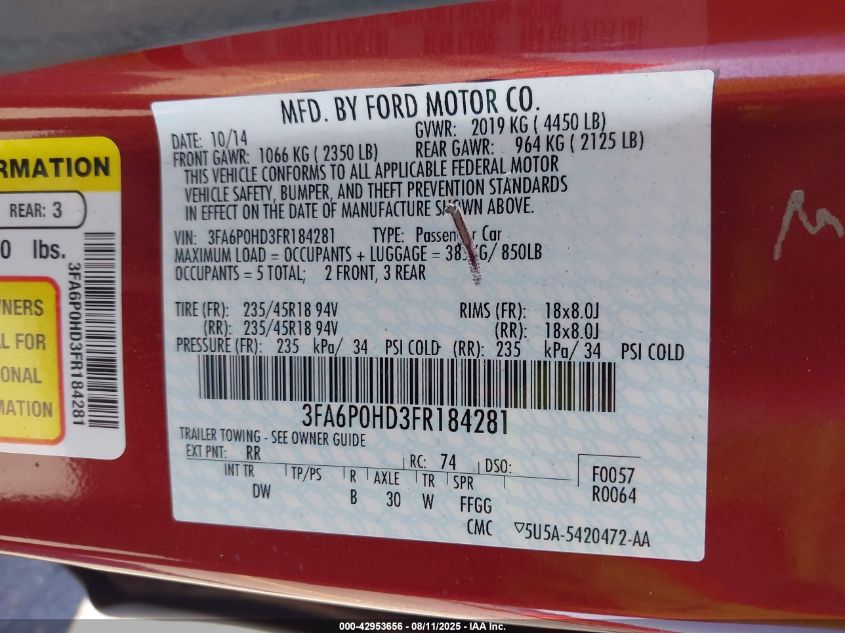 MFD. BY FORD MOTOR CO.
DATE: 10/14
GVWR: 2019 KG ( 4450 LB)
FRONT GAWR: 1066 KG ( 2350 LB)
REAR GAWR: 964 KG ( 2125 LB)
THIS VEHICLE CONFORMS TO ALL APPLICABLE FEDERAL MOTOR
VEHICLE SAFETY, BUMPER, AND THEFT PREVENTION STANDARDS
IN EFFECT ON THE DATE OF MANUFACTURE SHOWN ABOVE.
VIN: 3FA6P0HD3FR184281 TYPE: Passenger Car
MAXIMUM LOAD = OCCUPANTS + LUGGAGE = 385KG/ 850LB
OCCUPANTS = 5 TOTAL; 2 FRONT, 3 REAR
TIRE (FR): 235/45R18 94V RIMS (FR): 18x8.0J
(RR): 235/45R18 94V (RR): 18x8.0J
PRESSURE (FR): 235 kPa/ 34 PSI COLD (RR): 235 kPa/ 34 PSI COLD
3FA6P0HD3FR184281
TRAILER TOWING - SEE OWNER GUIDE
EXT PNT: RR RC: 74 DSO:
F0057
R0064
INT TR TP/PS R AXLE TR SPR
DW B 30 W FFGG
CMC ▽5U5A-5420472-AA
RMATION
REAR: 3
0 lbs.
3FA6P0HD3FR184281
WNERS
AL FOR
IONAL
MATION
000-42953656 - 08/11/2025 - IAA Inc.